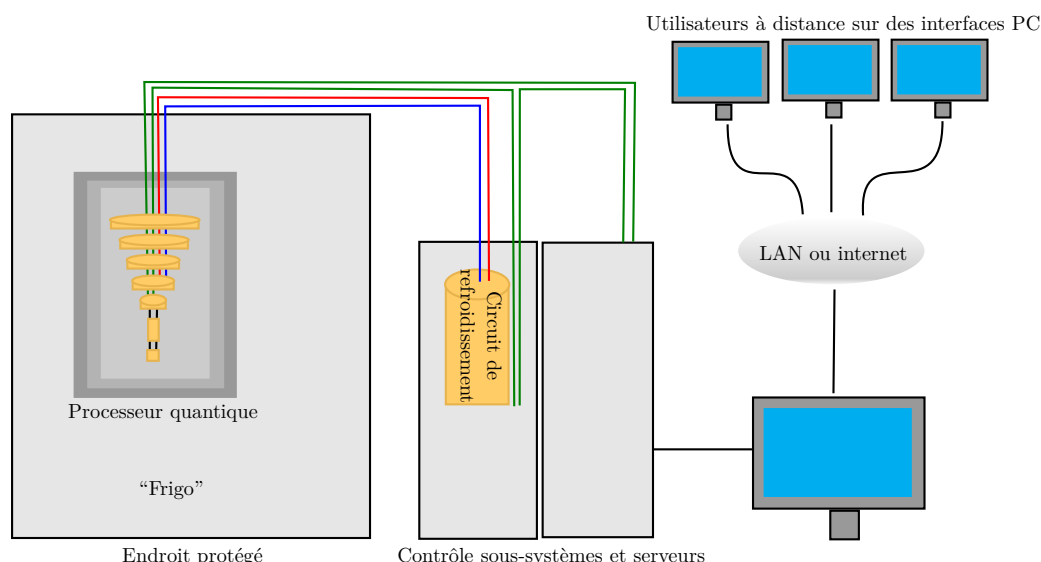 Utilisateurs à distance sur des interfaces PC
LAN ou internet
Circuit de
refroidissement
Processeur quantique
“Frigo”
Endroit protégé
Contrôle sous-systèmes et serveurs